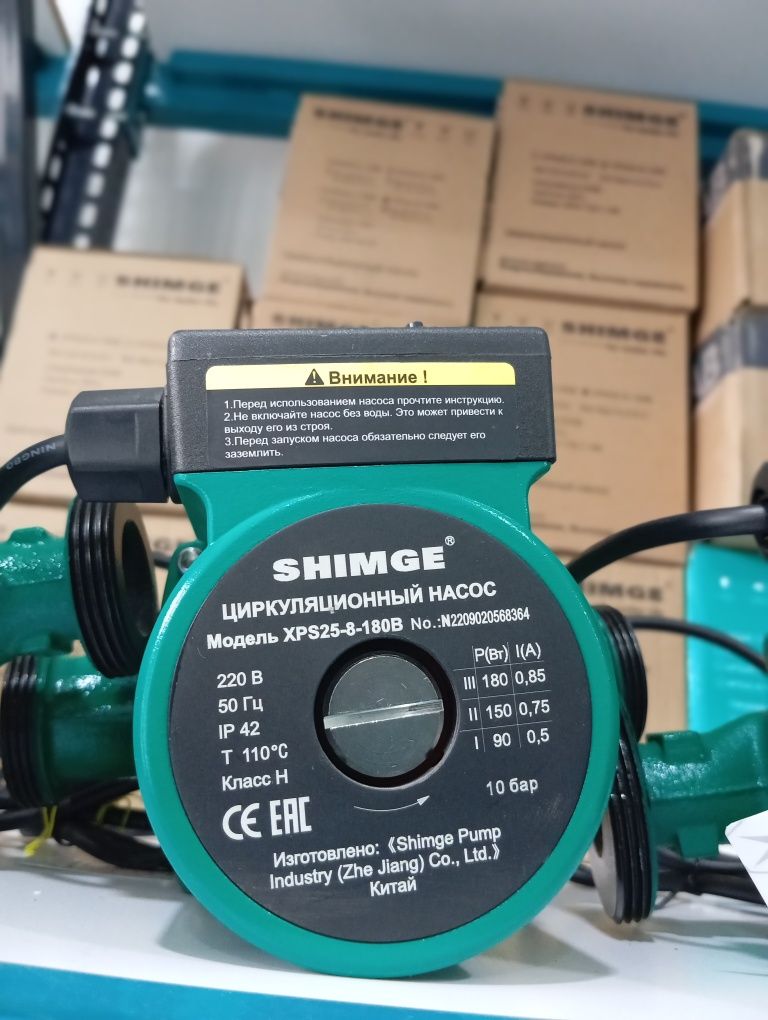 SHIMGE
SHIMGE
SHIMGE
SHIMGE
Внимание !
1.Перед использованием насоса прочтите инструкцию.
2.Не включайте насос без воды. Это может привести к
выходу его из строя.
3.Перед запуском насоса обязательно следует его
заземлить.
NINGBO
SHIMGE®
ЦИРКУЛЯЦИОННЫЙ НАСОС
Модель XPS25-8-180B No.:N2209020568364
220 В
50 Гц
IP 42
T 110°C
Класс H
P(Вт) I(A)
III 180 0,85
II 150 0,75
I 90 0,5
10 бар
CE EAC
Изготовлено:《Shimge Pump
Industry (Zhe Jiang) Co., Ltd.》
Китай